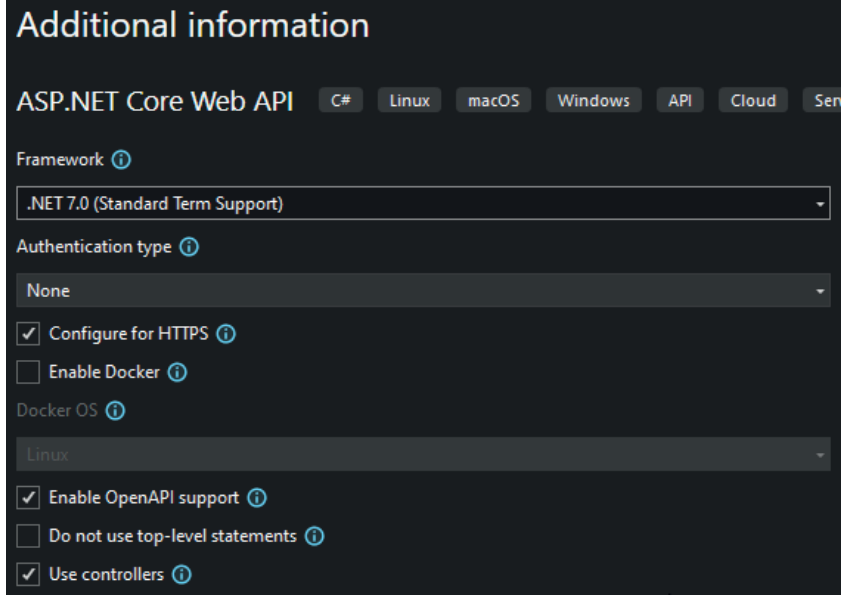 Additional information
ASP.NET Core Web API C# Linux macOS Windows API Cloud
Framework
.NET 7.0 (Standard Term Support)
Authentication type
None
Configure for HTTPS
Enable Docker
Docker OS
Linux
Enable OpenAPI support
Do not use top-level statements
Use controllers